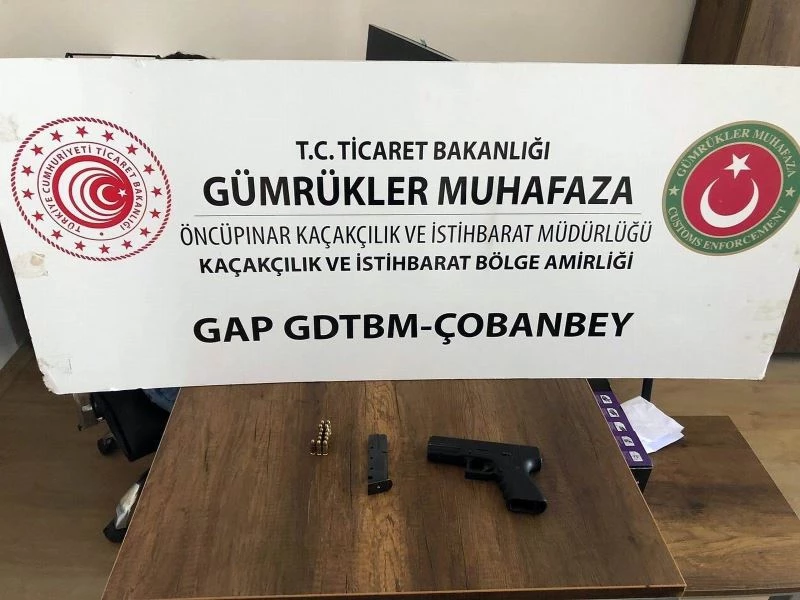 TÜRKİYE CUMHURİYETİ TİCARET BAKANLIĞI
T.C. TİCARET BAKANLIĞI
GÜMRÜKLER MUHAFAZA
ÖNCÜPINAR KAÇAKÇILIK VE İSTİHBARAT MÜDÜRLÜĞÜ
KAÇAKÇILIK VE İSTİHBARAT BÖLGE AMİRLİĞİ
GAP GDTBM-ÇOBANBEY
GÜMRÜKLER MUHAFAZA
CUSTOMS ENFORCEMENT